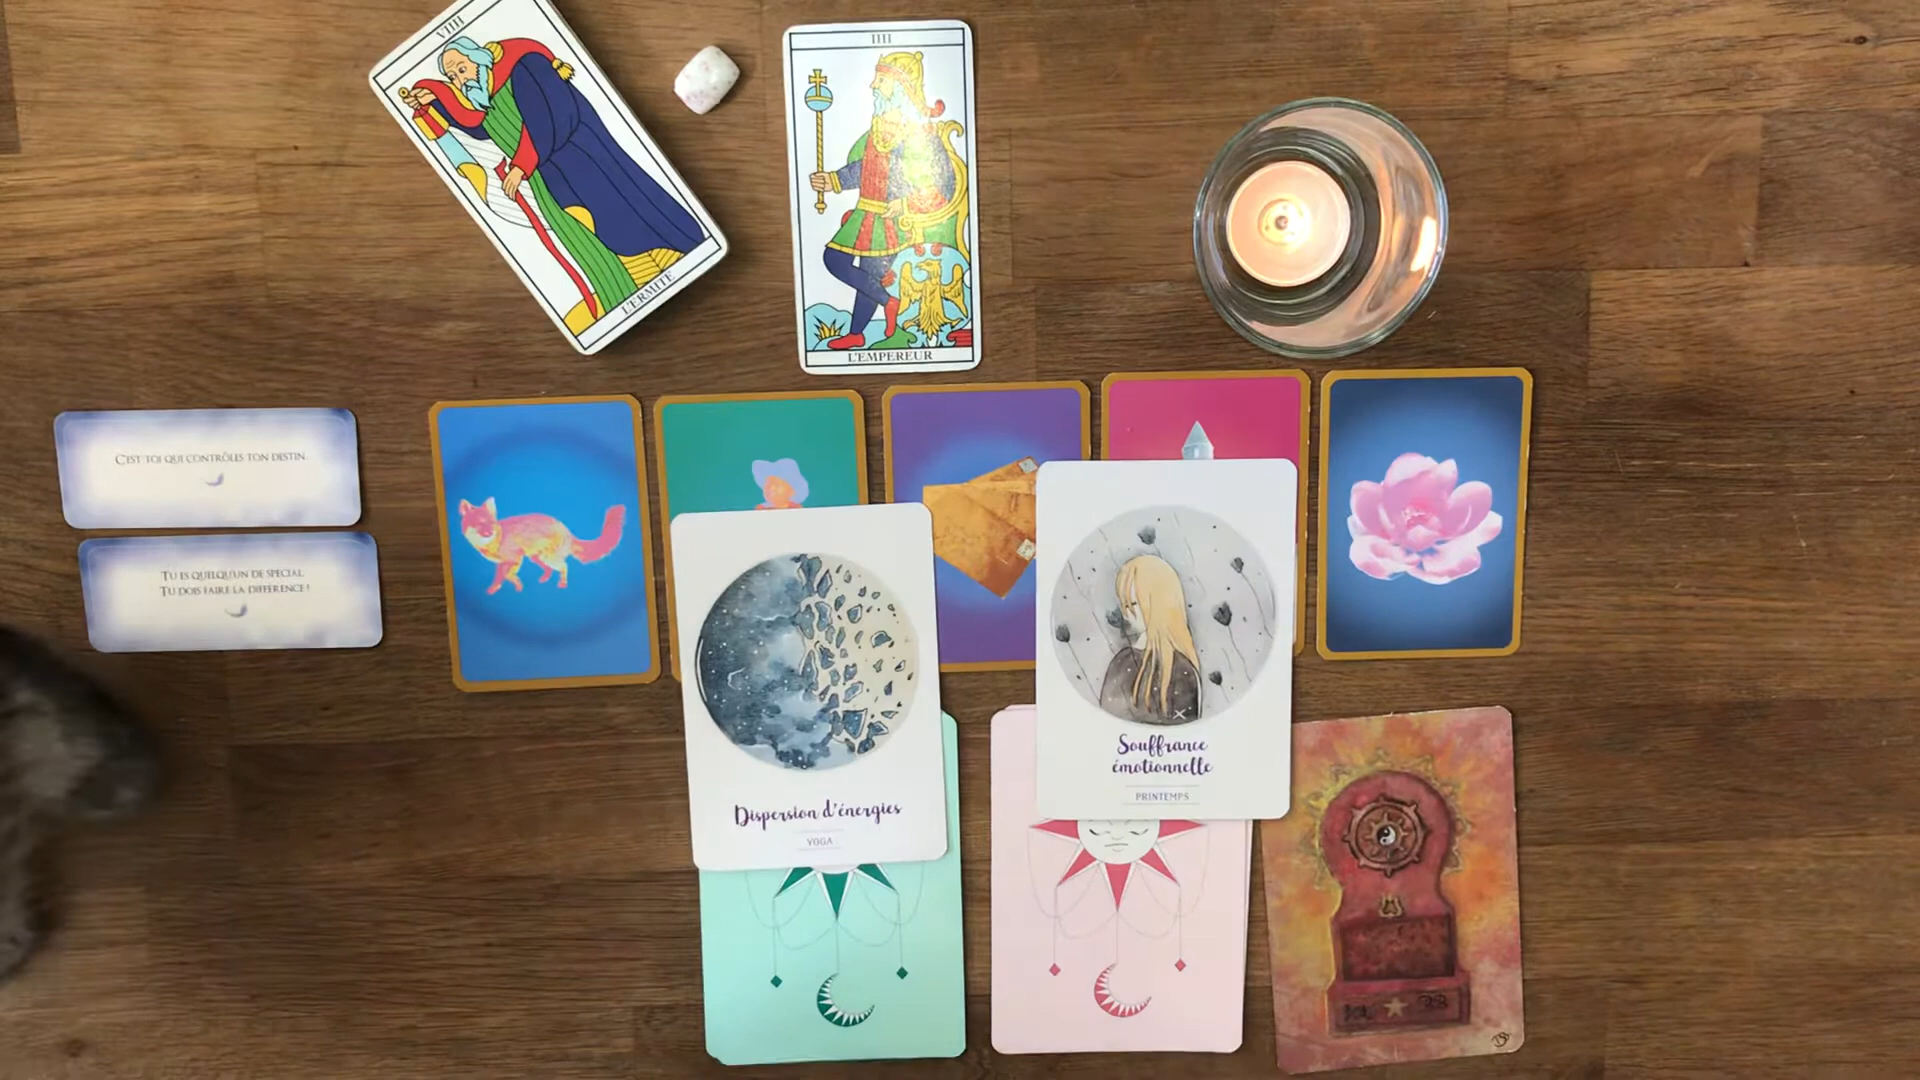 VIIII
L'ERMITE
IIII
L'EMPEREUR
C'EST TOI QUI CONTRÔLES TON DESTIN.
TU ES QUELQU'UN DE SPÉCIAL.
TU DOIS FAIRE LA DIFFÉRENCE !
Dispersion d'énergies
YOGA
Souffrance
émotionnelle
PRINTEMPS